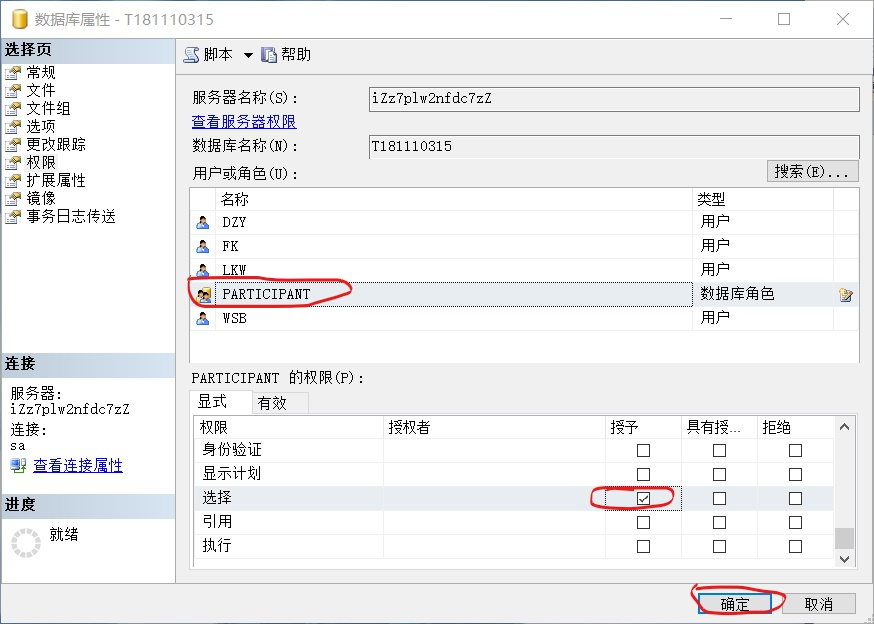 数据库属性 - T181110315
选择页
常规
文件
文件组
选项
更改跟踪
权限
扩展属性
镜像
事务日志传送
连接
服务器:
iZz7plw2nfdc7zZ
连接:
sa
查看连接属性
进度
就绪
脚本 帮助
服务器名称(S): iZz7plw2nfdc7zZ
查看服务器权限
数据库名称(N): T181110315
用户或角色(U): 搜索(E)...
名称 类型
DZY 用户
FK 用户
LKW 用户
PARTICIPANT 数据库角色
WSB 用户
PARTICIPANT 的权限(P):
显式 有效
权限 授权者 授予 具有授... 拒绝
身份验证
显示计划
选择
引用
执行
确定 取消